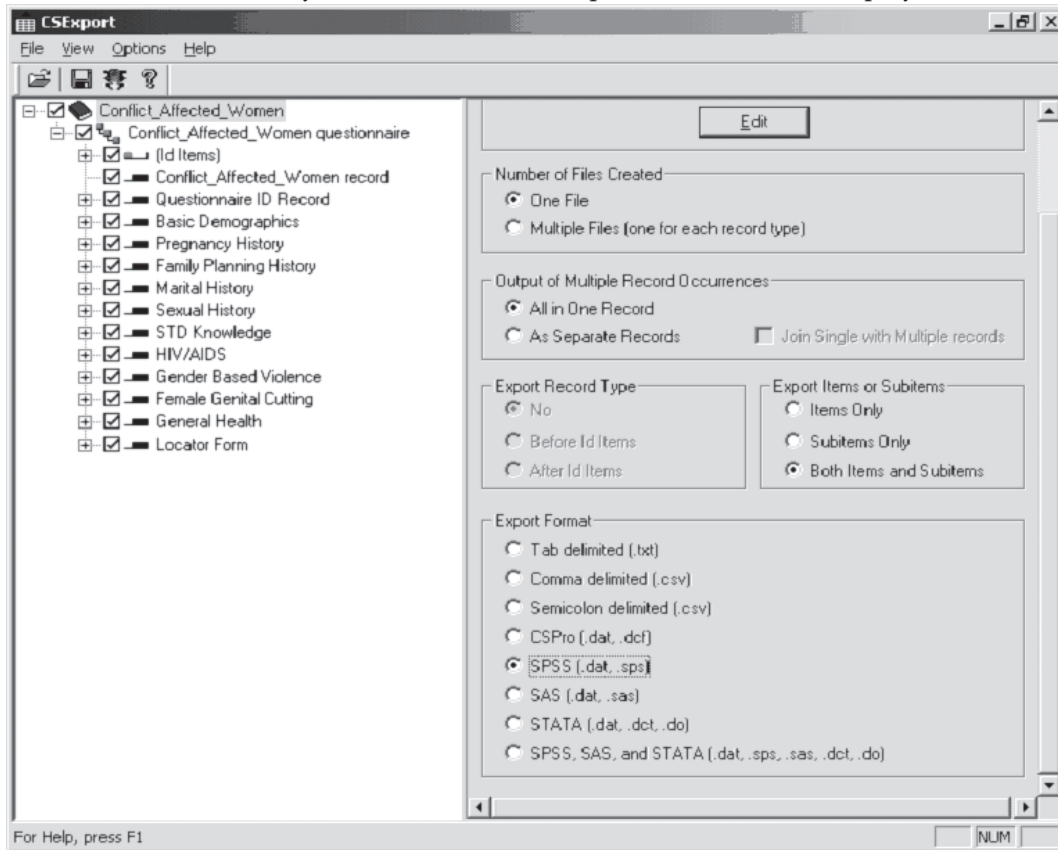 CSExport
File View Options Help
Conflict_Affected_Women
Conflict_Affected_Women questionnaire
(Id Items)
Conflict_Affected_Women record
Questionnaire ID Record
Basic Demographics
Pregnancy History
Family Planning History
Marital History
Sexual History
STD Knowledge
HIV/AIDS
Gender Based Violence
Female Genital Cutting
General Health
Locator Form
Edit
Number of Files Created
One File
Multiple Files (one for each record type)
Output of Multiple Record Occurrences
All in One Record
As Separate Records Join Single with Multiple records
Export Record Type
No
Before Id Items
After Id Items
Export Items or Subitems
Items Only
Subitems Only
Both Items and Subitems
Export Format
Tab delimited (.txt)
Comma delimited (.csv)
Semicolon delimited (.csv)
CSPro (.dat, .dcf)
SPSS (.dat, .sps)
SAS (.dat, .sas)
STATA (.dat, .dct, .do)
SPSS, SAS, and STATA (.dat, .sps, .sas, .dct, .do)
For Help, press F1
NUM